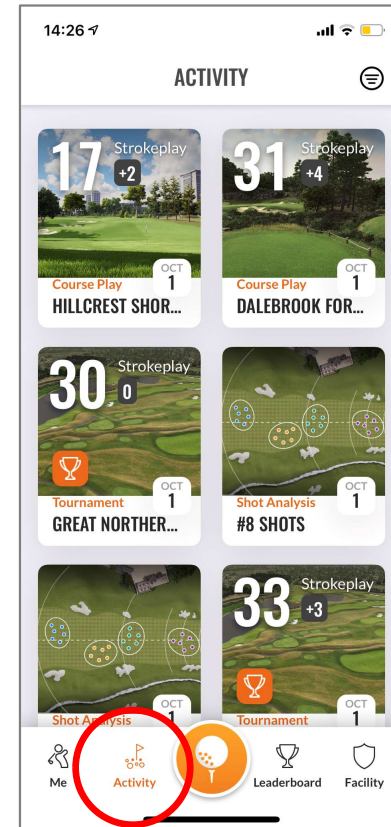 14:26
ACTIVITY
17 Strokeplay
+2
OCT
1
Course Play
HILLCREST SHOR...
31 Strokeplay
+4
OCT
1
Course Play
DALEBROOK FOR...
30 Strokeplay
0
OCT
1
Tournament
GREAT NORTHER...
OCT
1
Shot Analysis
#8 SHOTS
OCT
1
Shot Analysis
33 Strokeplay
+3
OCT
1
Tournament
Me
Activity
Leaderboard
Facility